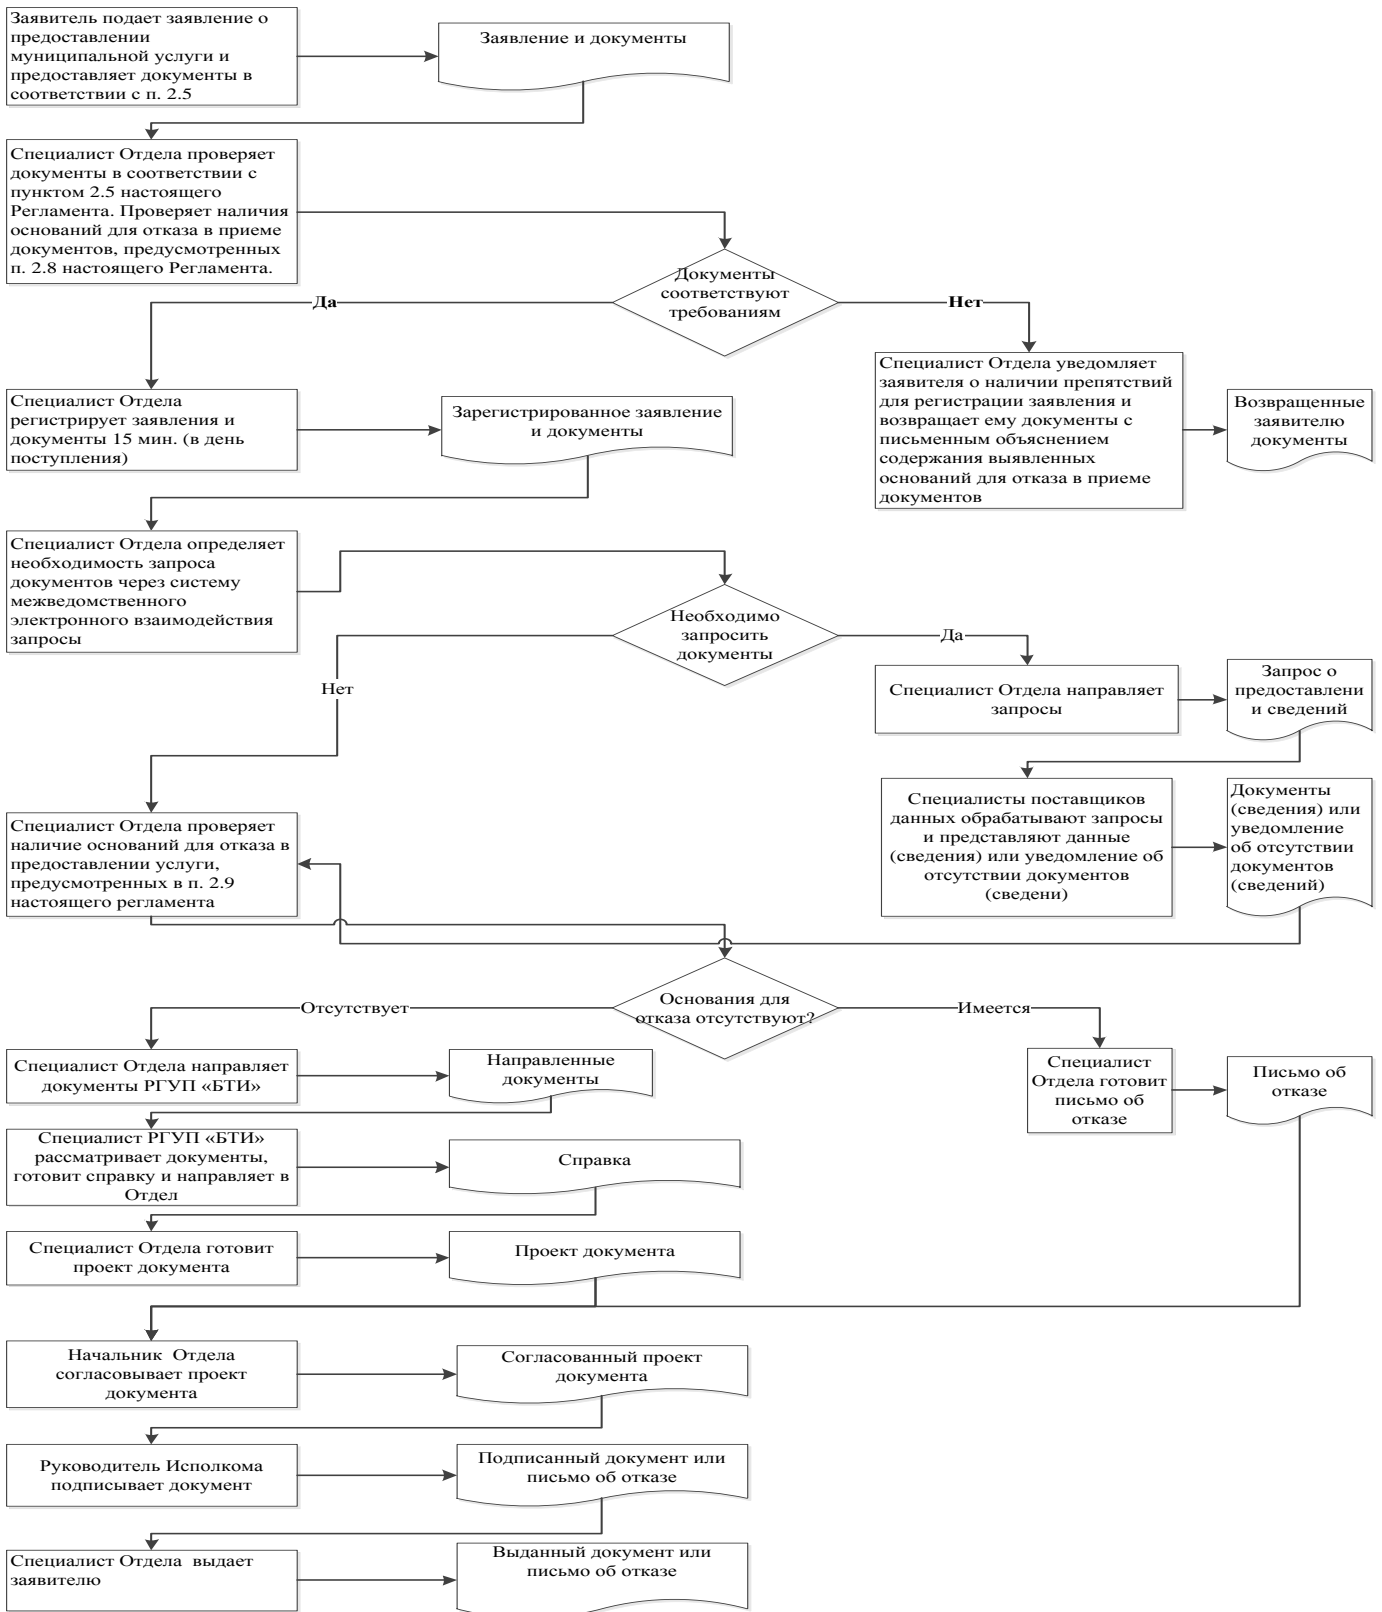 Заявитель подает заявление о
предоставлении
муниципальной услуги и
предоставляет документы в
соответствии с п. 2.5
Заявление и документы
Специалист Отдела проверяет
документы в соответствии с
пунктом 2.5 настоящего
Регламента. Проверяет наличия
оснований для отказа в приеме
документов, предусмотренных
п. 2.8 настоящего Регламента.
Документы
соответствуют
требованиям
Да
Нет
Специалист Отдела
регистрирует заявления и
документы 15 мин. (в день
поступления)
Зарегистрированное заявление
и документы
Специалист Отдела уведомляет
заявителя о наличии препятствий
для регистрации заявления и
возвращает ему документы с
письменным объяснением
содержания выявленных
оснований для отказа в приеме
документов
Возвращенные
заявителю
документы
Специалист Отдела определяет
необходимость запроса
документов через систему
межведомственного
электронного взаимодействия
запросы
Необходимо
запросить
документы
Да
Нет
Специалист Отдела направляет
запросы
Запрос о
предоставлени
и сведений
Специалисты поставщиков
данных обрабатывают запросы
и представляют данные
(сведения) или уведомление об
отсутствии документов
(сведени)
Документы
(сведения) или
уведомление
об отсутствии
документов
(сведений)
Специалист Отдела проверяет
наличие оснований для отказа в
предоставлении услуги,
предусмотренных в п. 2.9
настоящего регламента
Основания для
отказа отсутствуют?
Отсутствует
Имеется
Специалист Отдела направляет
документы РГУП «БТИ»
Направленные
документы
Специалист
Отдела готовит
письмо об
отказе
Письмо об
отказе
Специалист РГУП «БТИ»
рассматривает документы,
готовит справку и направляет в
Отдел
Справка
Специалист Отдела готовит
проект документа
Проект документа
Начальник Отдела
согласовывает проект
документа
Согласованный проект
документа
Руководитель Исполкома
подписывает документ
Подписанный документ или
письмо об отказе
Специалист Отдела выдает
заявителю
Выданный документ или
письмо об отказе